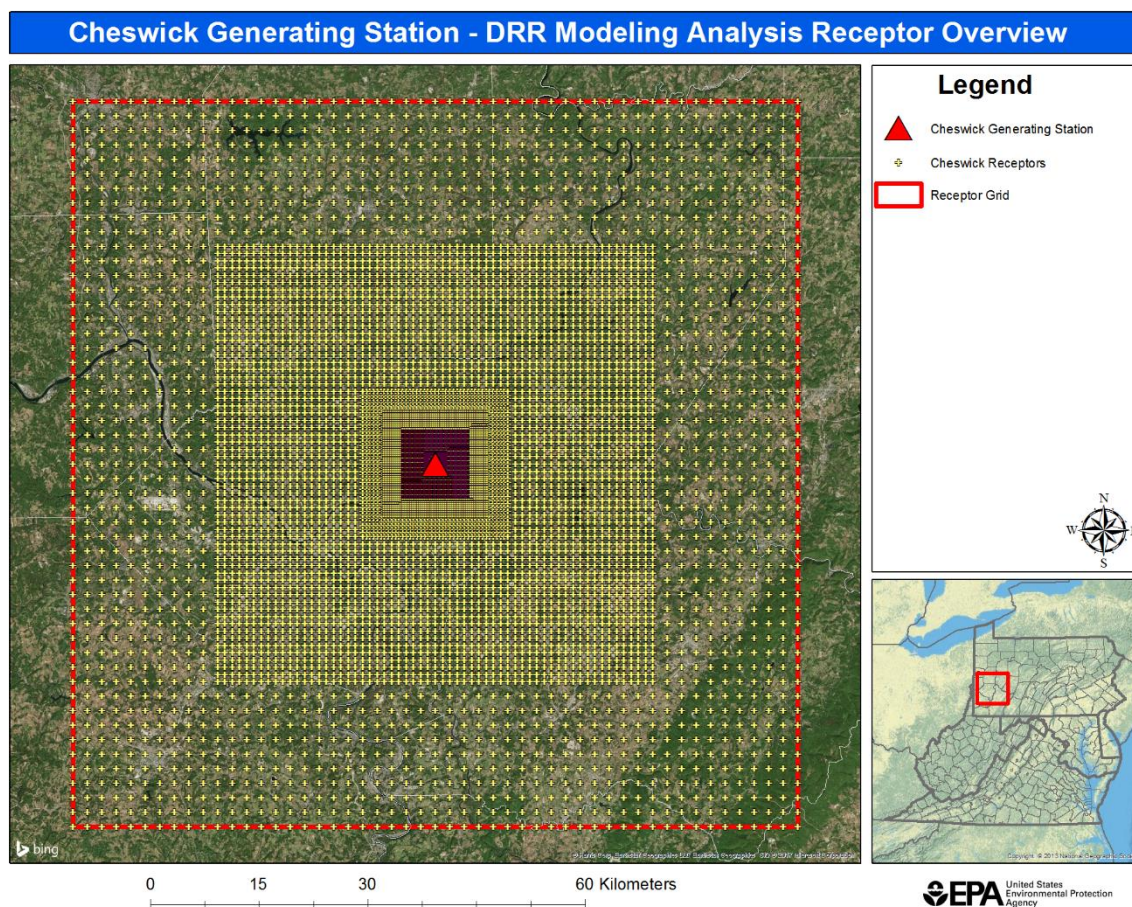 Cheswick Generating Station - DRR Modeling Analysis Receptor Overview
Legend
Cheswick Generating Station
Cheswick Receptors
Receptor Grid
N
W
S
bing
0 15 30 60 Kilometers
EPA
United States
Environmental Protection
Agency